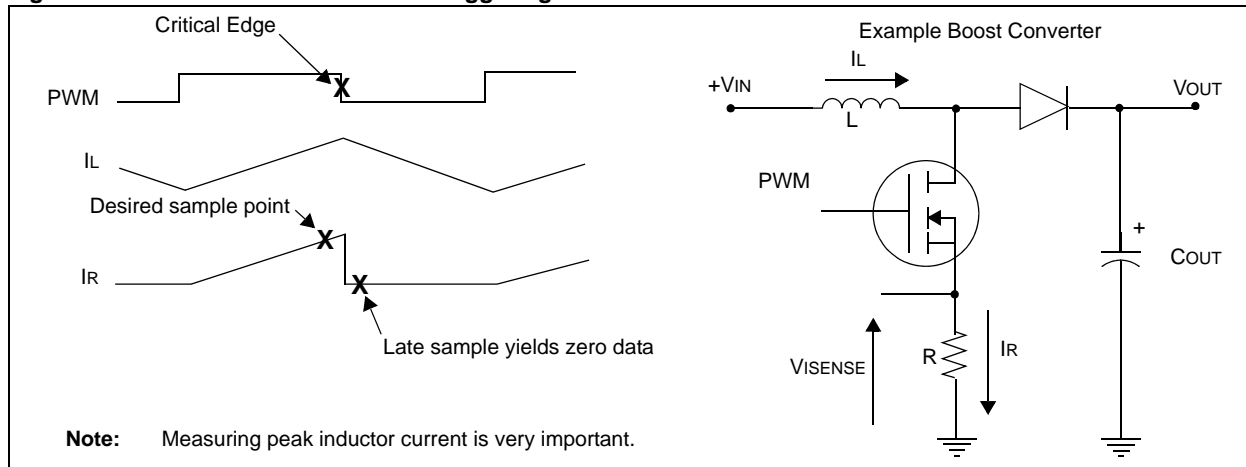 Critical Edge
PWM
IL
Desired sample point
IR
Late sample yields zero data
Note: Measuring peak inductor current is very important.
Example Boost Converter
IL
+VIN
L
VOUT
PWM
+
COUT
VISENSE
R
IR